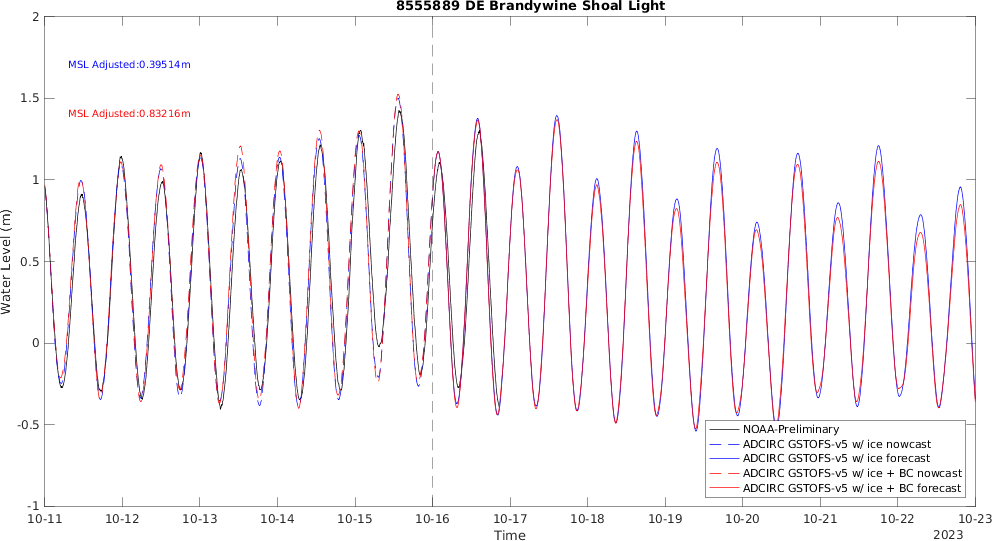 8555889 DE Brandywine Shoal Light
2
1.5
1
0.5
0
-0.5
-1
Water Level (m)
MSL Adjusted:0.39514m
MSL Adjusted:0.83216m
NOAA-Preliminary
ADCIRC GSTOFS-v5 w/ ice nowcast
ADCIRC GSTOFS-v5 w/ ice forecast
ADCIRC GSTOFS-v5 w/ ice + BC nowcast
ADCIRC GSTOFS-v5 w/ ice + BC forecast
10-11 10-12 10-13 10-14 10-15 10-16 10-17 10-18 10-19 10-20 10-21 10-22 10-23
Time
2023